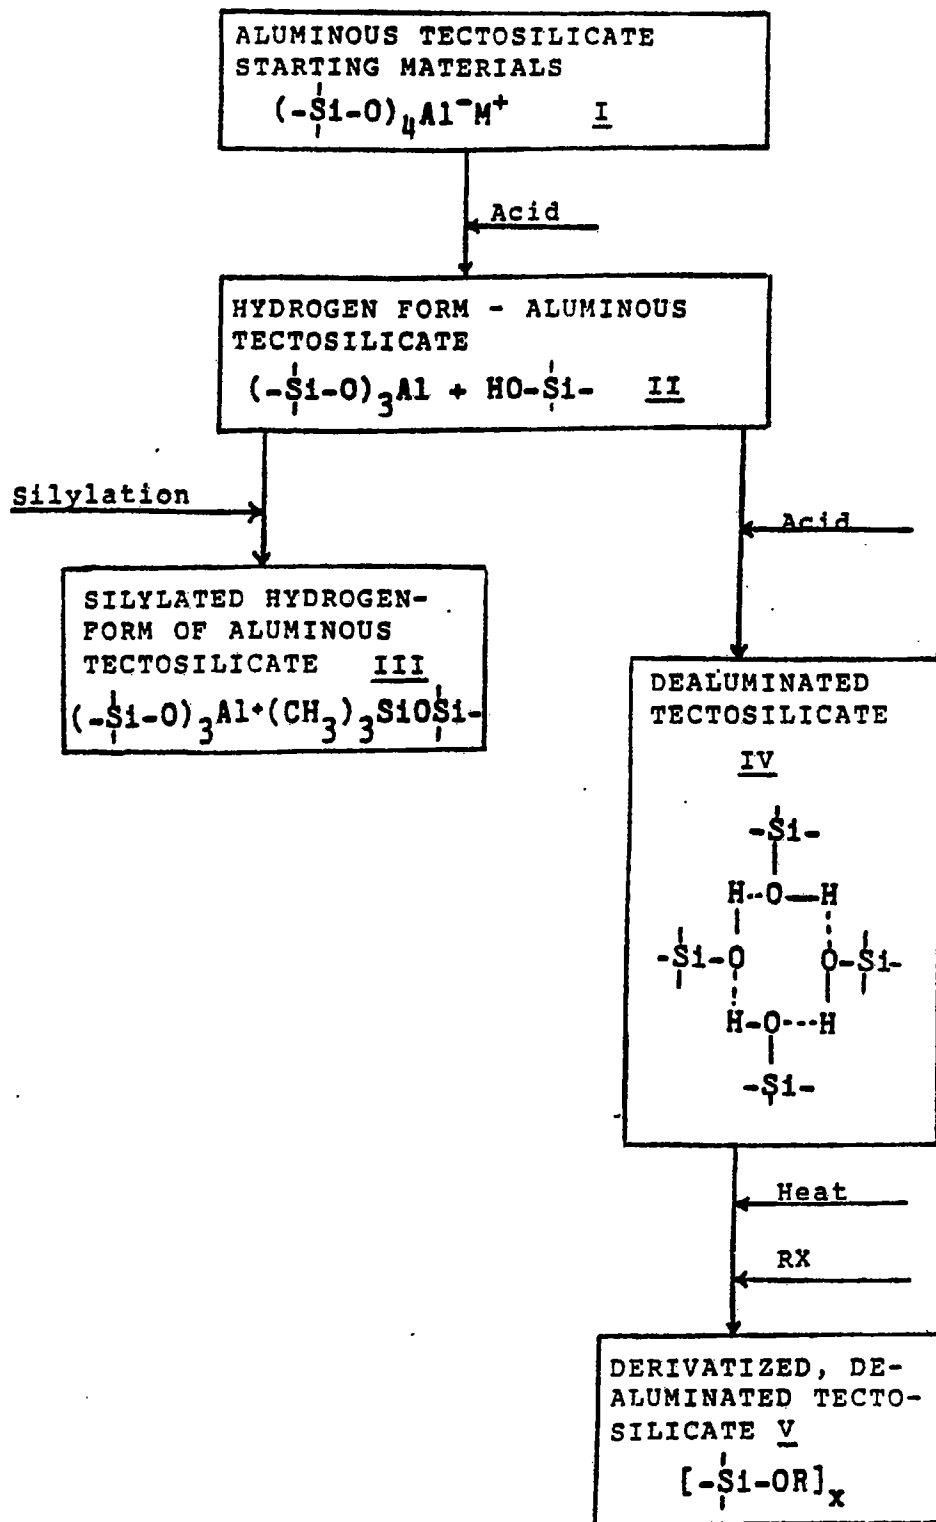 ALUMINOUS TECTOSILICATE
STARTING MATERIALS
(-Si-O)4Al-M+ I
Acid
HYDROGEN FORM - ALUMINOUS
TECTOSILICATE
(-Si-O)3Al + HO-Si- II
Silylation
Acid
SILYLATED HYDROGEN-
FORM OF ALUMINOUS
TECTOSILICATE III
(-Si-O)3Al+(CH3)3SiOSi-
DEALUMINATED
TECTOSILICATE
IV
-Si-
H--O—H
-Si-O O-Si-
H-O---H
-Si-
Heat
RX
DERIVATIZED, DE-
ALUMINATED TECTO-
SILICATE V
[-Si-OR]x